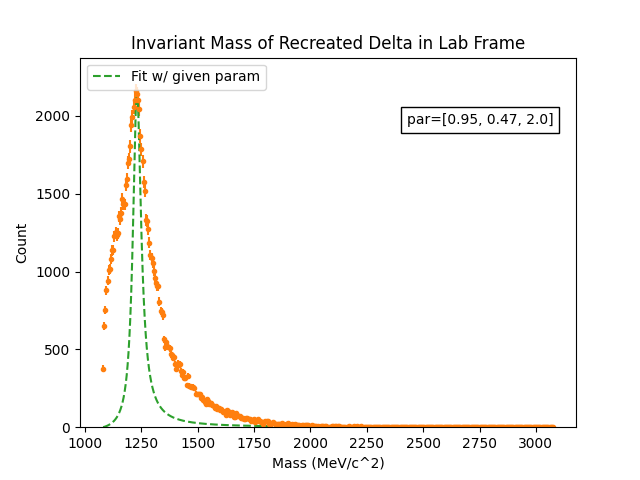 Invariant Mass of Recreated Delta in Lab Frame
Fit w/ given param
par=[0.95, 0.47, 2.0]
Count
2000
1500
1000
500
0
1000 1250 1500 1750 2000 2250 2500 2750 3000
Mass (MeV/c^2)